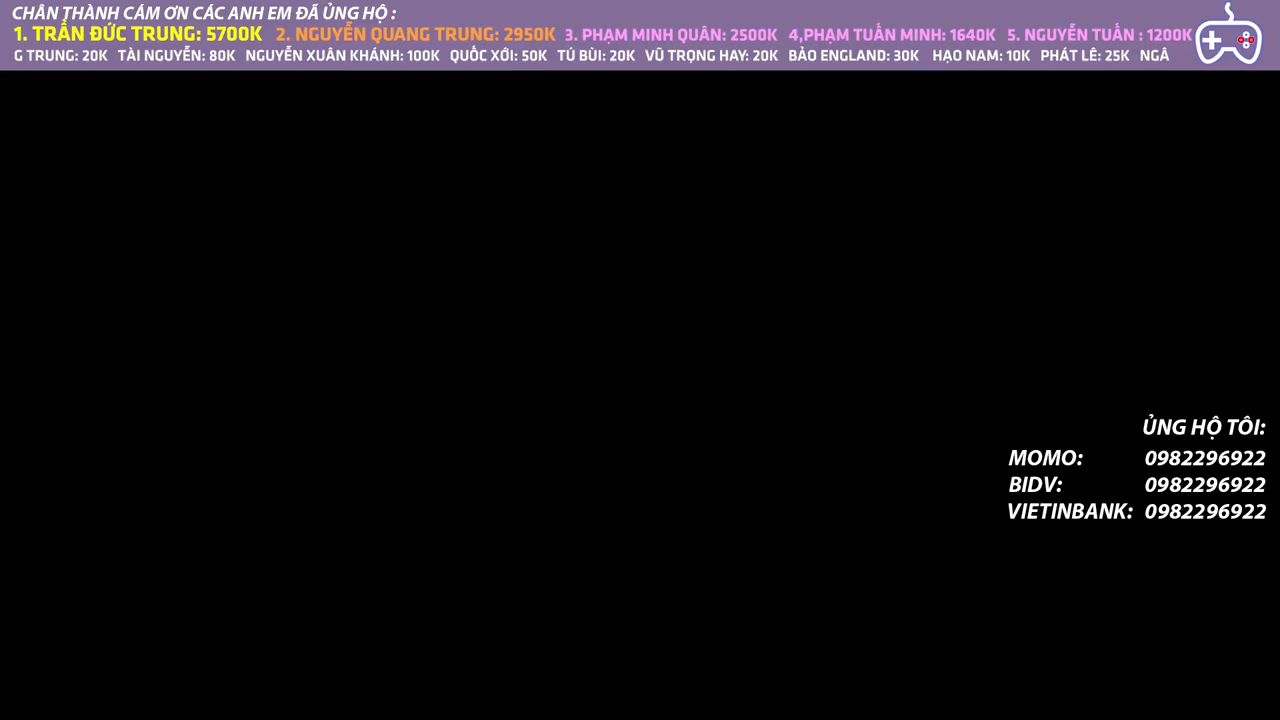 CHÂN THÀNH CÁM ƠN CÁC ANH EM ĐÃ ỦNG HỘ :
1. TRẦN ĐỨC TRUNG: 5700K 2. NGUYỄN QUANG TRUNG: 2950K 3. PHẠM MINH QUÂN: 2500K 4,PHẠM TUẤN MINH: 1640K 5. NGUYỄN TUẤN : 1200K
G TRUNG: 20K TÀI NGUYỄN: 80K NGUYỄN XUÂN KHÁNH: 100K QUỐC XỚI: 50K TÚ BÙI: 20K VŨ TRỌNG HAY: 20K BẢO ENGLAND: 30K HẠO NAM: 10K PHÁT LÊ: 25K NGÂ
ỦNG HỘ TÔI:
MOMO: 0982296922
BIDV: 0982296922
VIETINBANK: 0982296922